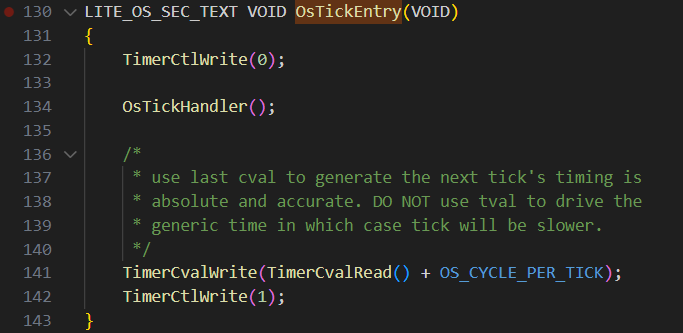 130 LITE_OS_SEC_TEXT VOID OsTickEntry(VOID)
131 {
132     TimerCtlWrite(0);
133
134     OsTickHandler();
135
136     /*
137      * use last cval to generate the next tick's timing is
138      * absolute and accurate. DO NOT use tval to drive the
139      * generic time in which case tick will be slower.
140      */
141     TimerCvalWrite(TimerCvalRead() + OS_CYCLE_PER_TICK);
142     TimerCtlWrite(1);
143 }